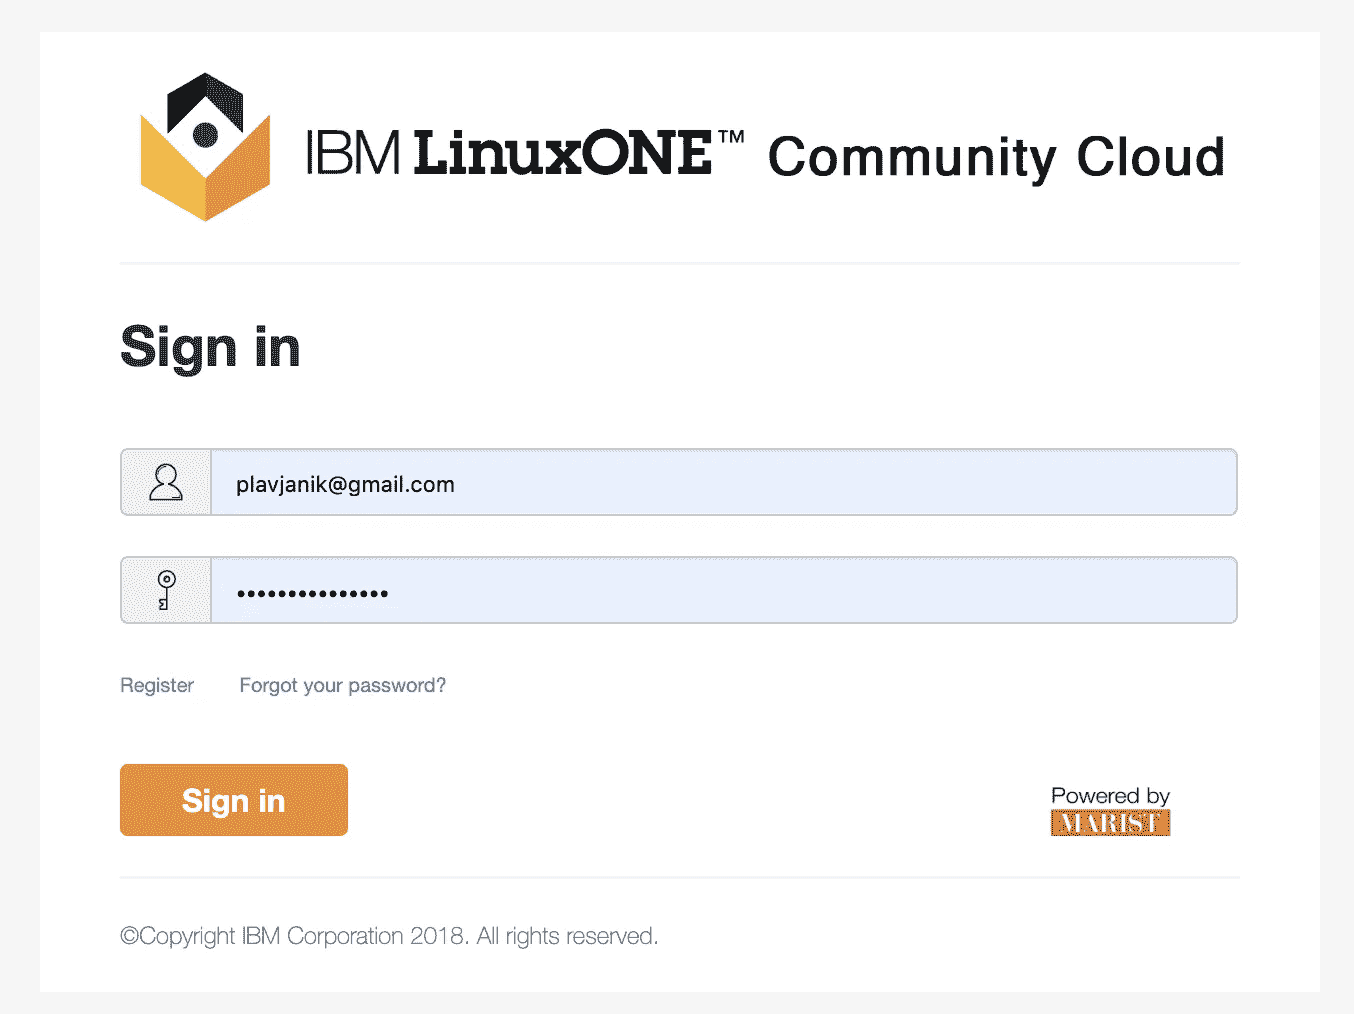 IBM LinuxONE™ Community Cloud
Sign in
plavjanik@gmail.com
•••••••••••••••
Register Forgot your password?
Sign in
Powered by
MARIST
©Copyright IBM Corporation 2018. All rights reserved.